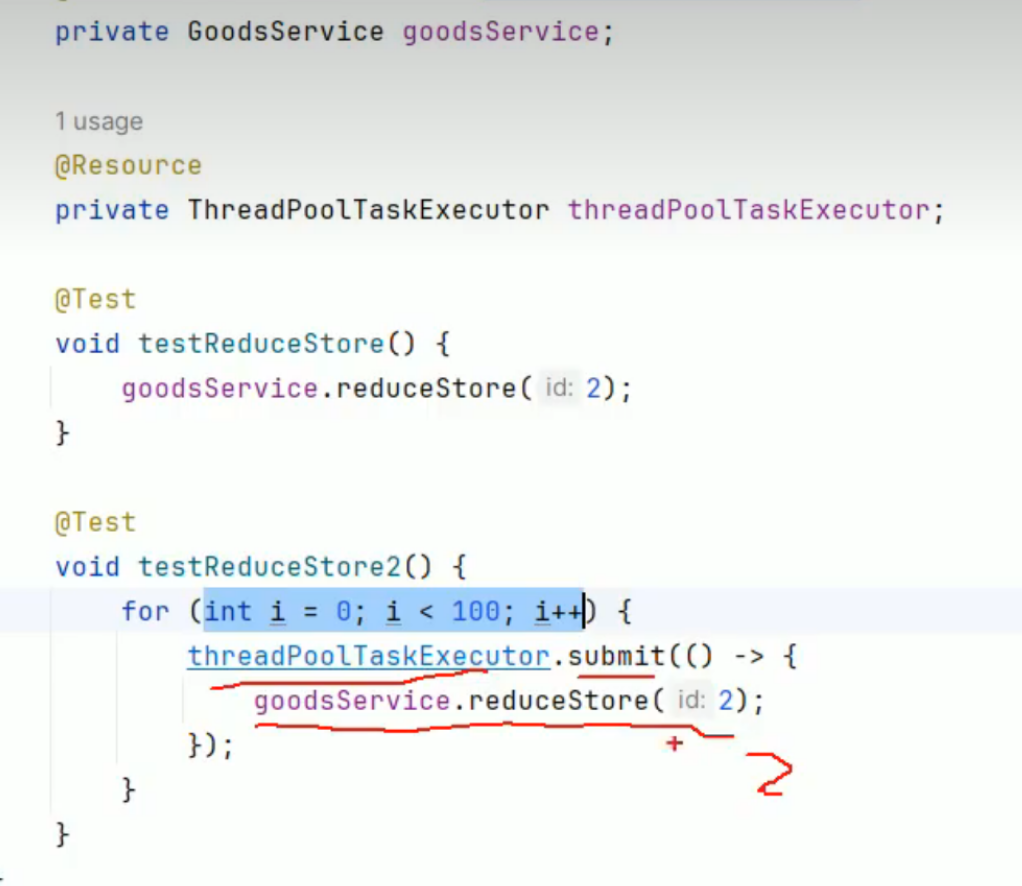 private GoodsService goodsService;
1 usage
@Resource
private ThreadPoolTaskExecutor threadPoolTaskExecutor;
@Test
void testReduceStore() {
goodsService.reduceStore( id: 2);
}
@Test
void testReduceStore2() {
for (int i = 0; i < 100; i++) {
threadPoolTaskExecutor.submit(() -> {
goodsService.reduceStore( id: 2);
});
2
}
}